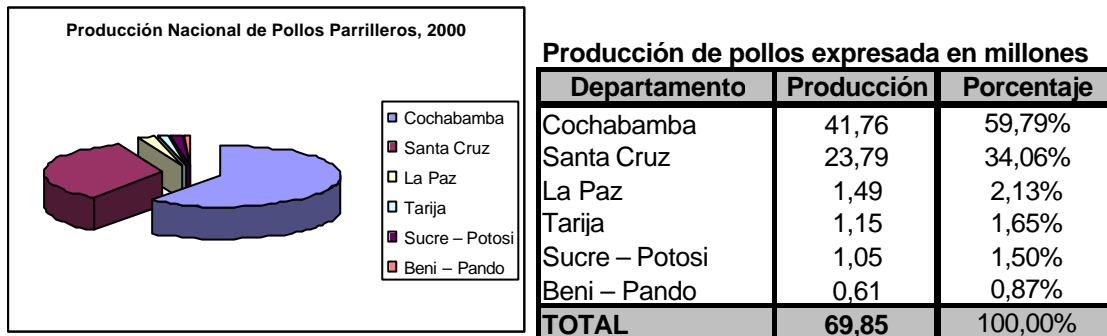 Producción Nacional de Pollos Parrilleros, 2000
Cochabamba
Santa Cruz
La Paz
Tarija
Sucre – Potosi
Beni – Pando
Producción de pollos expresada en millones
Departamento Producción Porcentaje
Cochabamba 41,76 59,79%
Santa Cruz 23,79 34,06%
La Paz 1,49 2,13%
Tarija 1,15 1,65%
Sucre – Potosi 1,05 1,50%
Beni – Pando 0,61 0,87%
TOTAL 69,85 100,00%